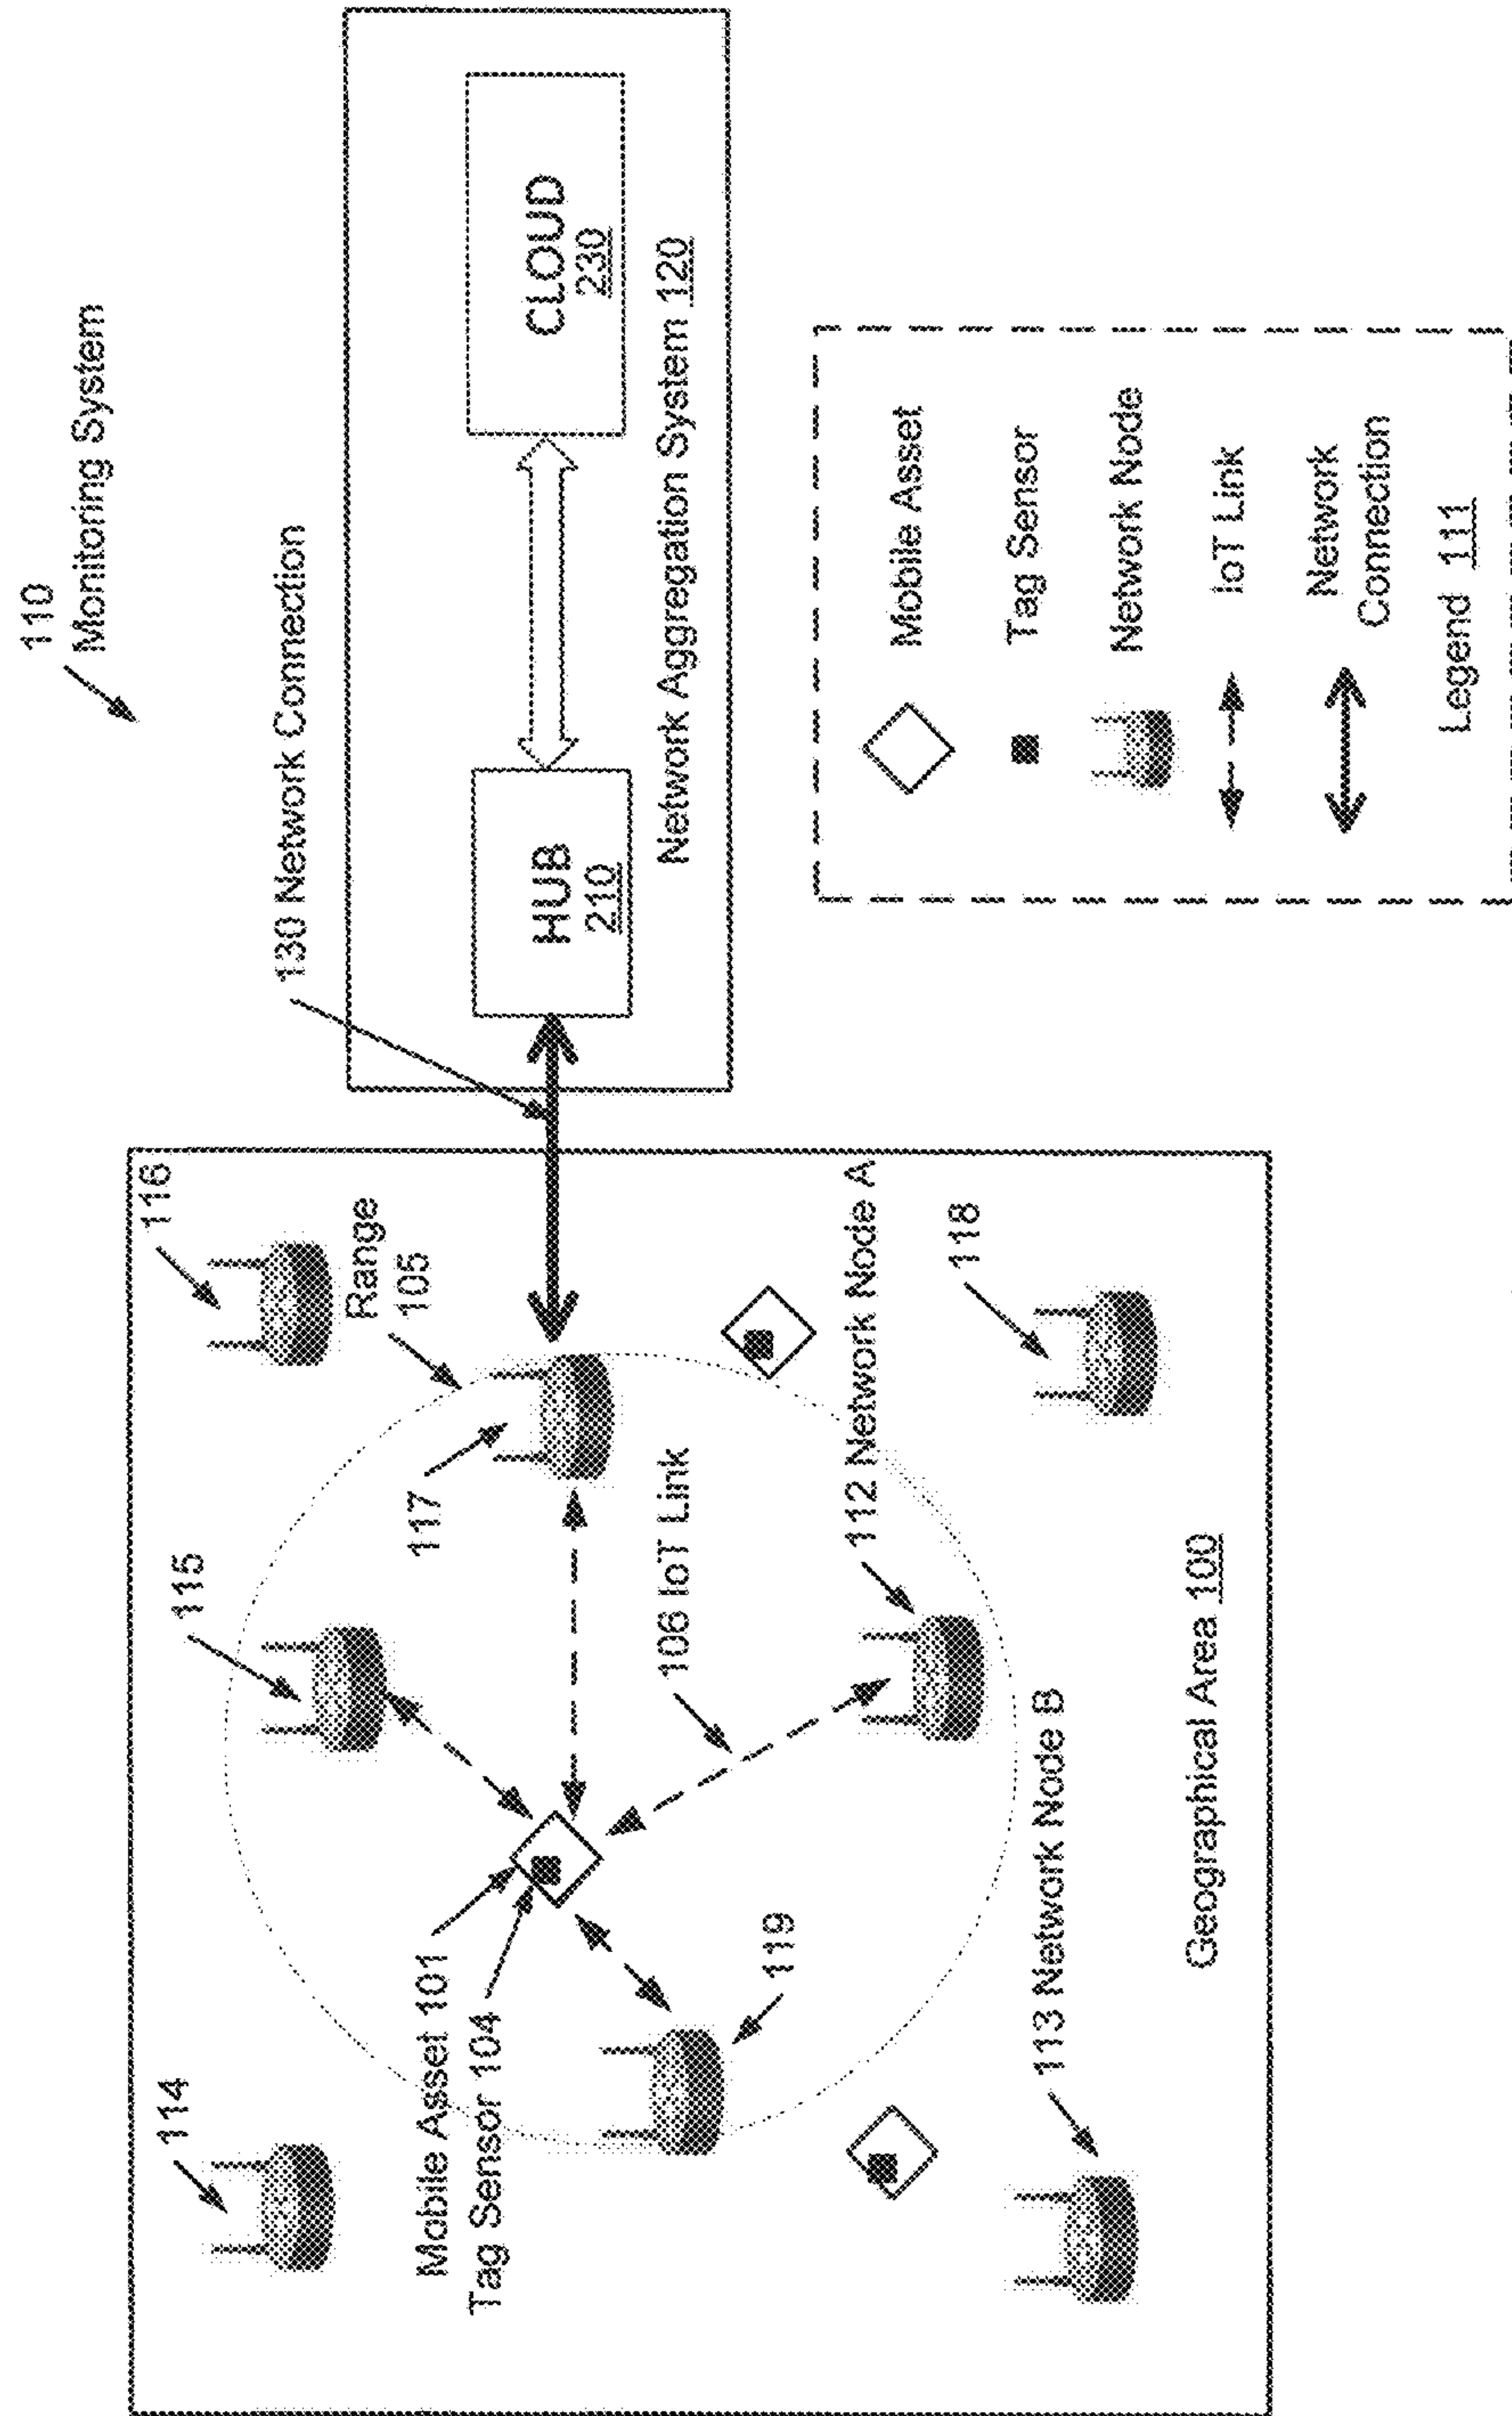 110
Monitoring System
130 Network Connection
116
Range
105
115
117
114
Mobile Asset 101
Tag Sensor 104
106 IoT Link
112 Network Node A
118
119
113 Network Node B
Geographical Area 100
HUB
210
CLOUD
230
Network Aggregation System 120
Mobile Asset
Tag Sensor
Network Node
IoT Link
Network
Connection
Legend 111